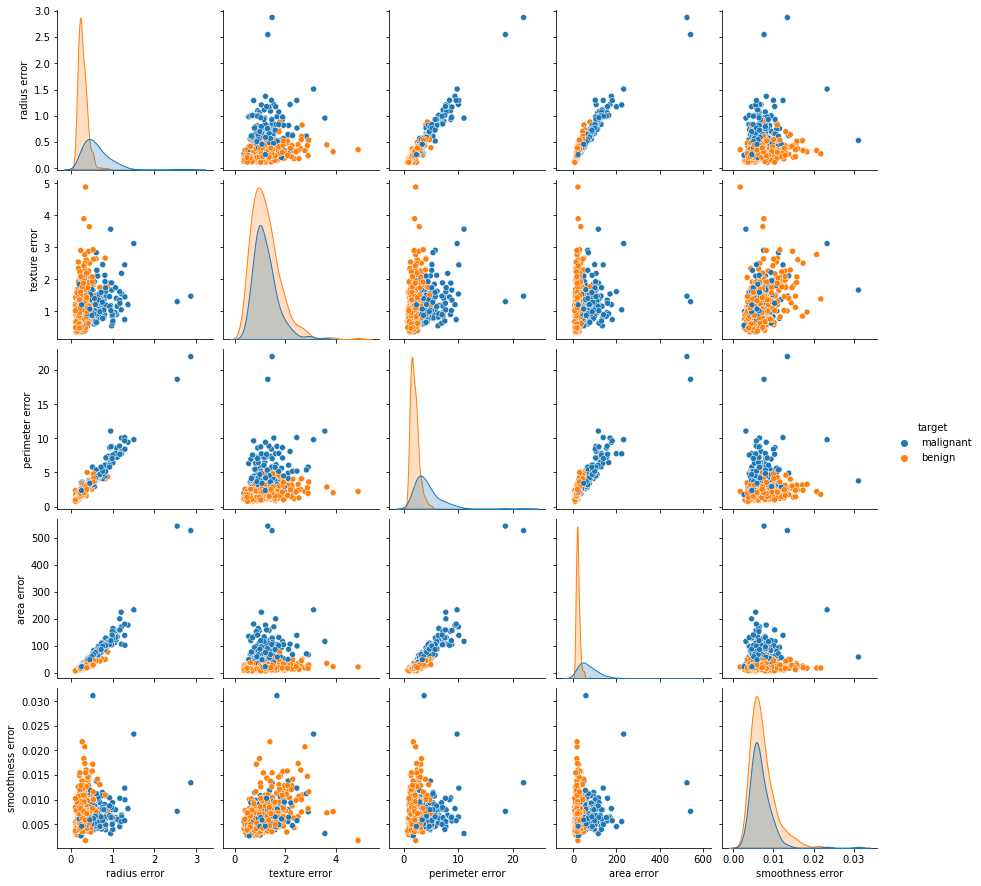 3.0
2.5
2.0
1.5
1.0
0.5
0.0
radius error
5
4
3
2
1
texture error
20
15
10
5
0
perimeter error
target
malignant
benign
500
400
300
200
100
0
area error
0.030
0.025
0.020
0.015
0.010
0.005
smoothness error
0 1 2 3
0 2 4
0 10 20
0 200 400 600
0.00 0.01 0.02 0.03
radius error
texture error
perimeter error
area error
smoothness error